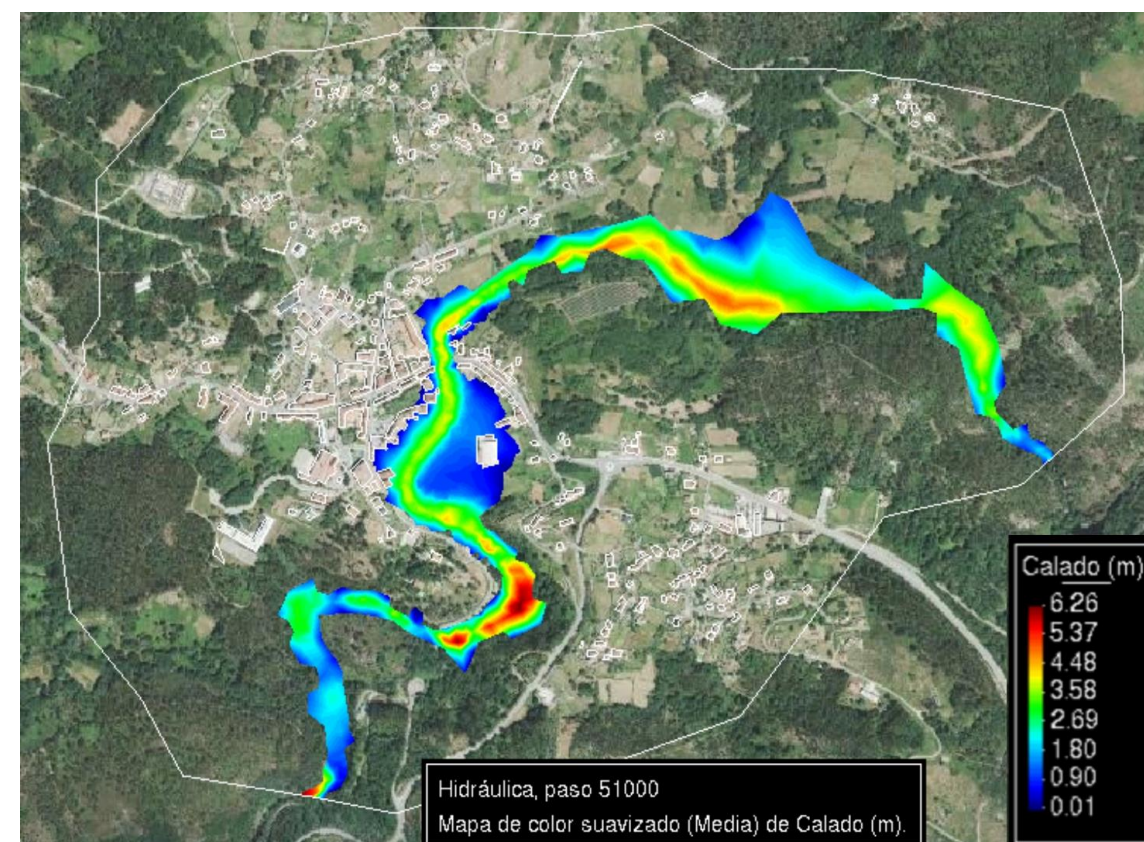 Calado (m)
6.26
5.37
4.48
3.58
2.69
1.80
0.90
0.01
Hidráulica, paso 51000
Mapa de color suavizado (Media) de Calado (m).